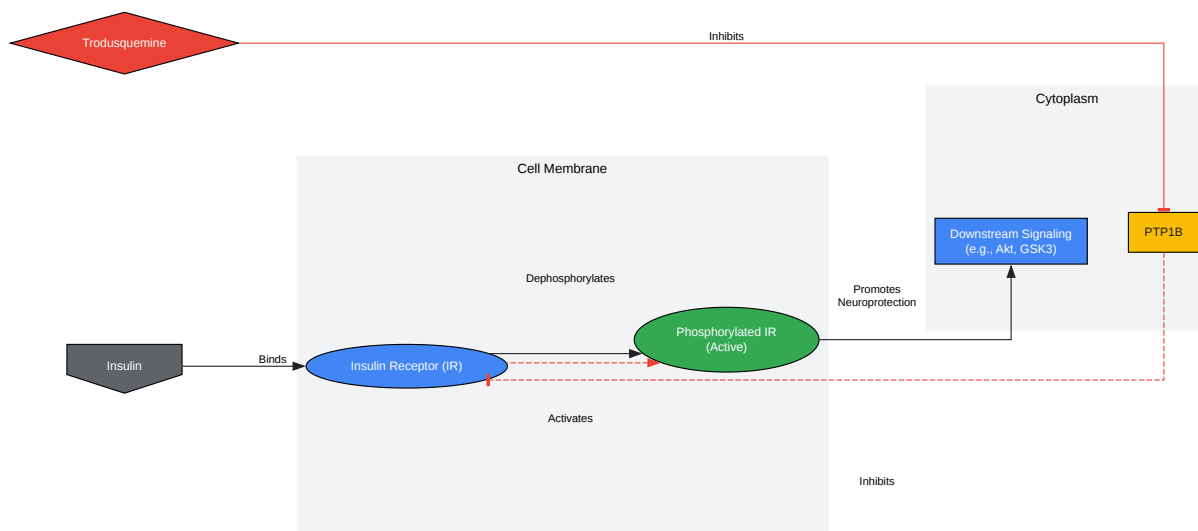 Trodusquemine
Inhibits
Cytoplasm
Cell Membrane
Downstream Signaling
(e.g., Akt, GSK3)
PTP1B
Dephosphorylates
Promotes
Neuroprotection
Phosphorylated IR
(Active)
Insulin
Binds
Insulin Receptor (IR)
Activates
Inhibits